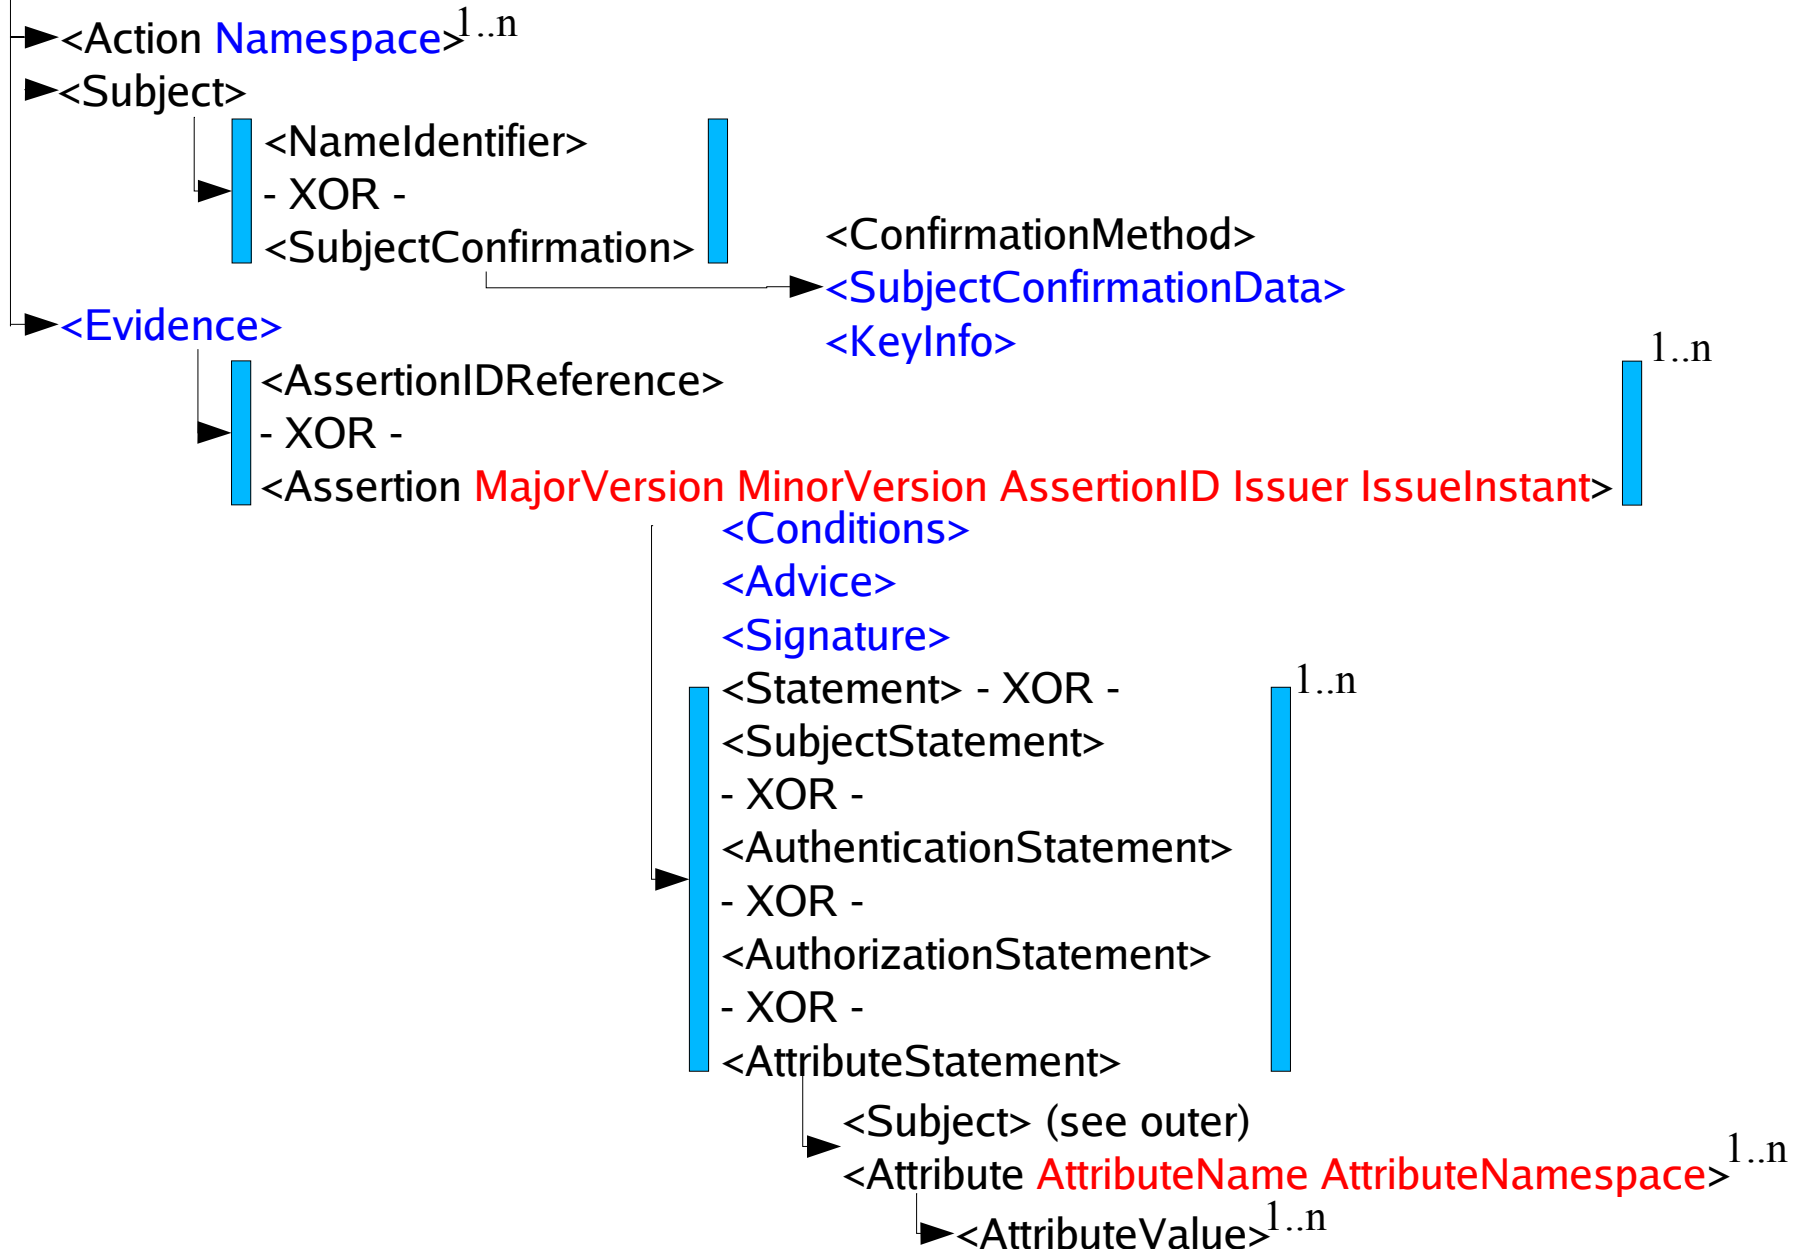 <Action Namespace>1..n
<Subject>
<NameIdentifier>
- XOR -
<SubjectConfirmation>
<ConfirmationMethod>
<SubjectConfirmationData>
<KeyInfo>
<Evidence>
1..n
<AssertionIDReference>
- XOR -
<Assertion MajorVersion MinorVersion AssertionID Issuer IssueInstant>
<Conditions>
<Advice>
<Signature>
<Statement> - XOR -
1..n
<SubjectStatement>
- XOR -
<AuthenticationStatement>
- XOR -
<AuthorizationStatement>
- XOR -
<AttributeStatement>
<Subject> (see outer)
<Attribute AttributeName AttributeNamespace>1..n
<AttributeValue>1..n